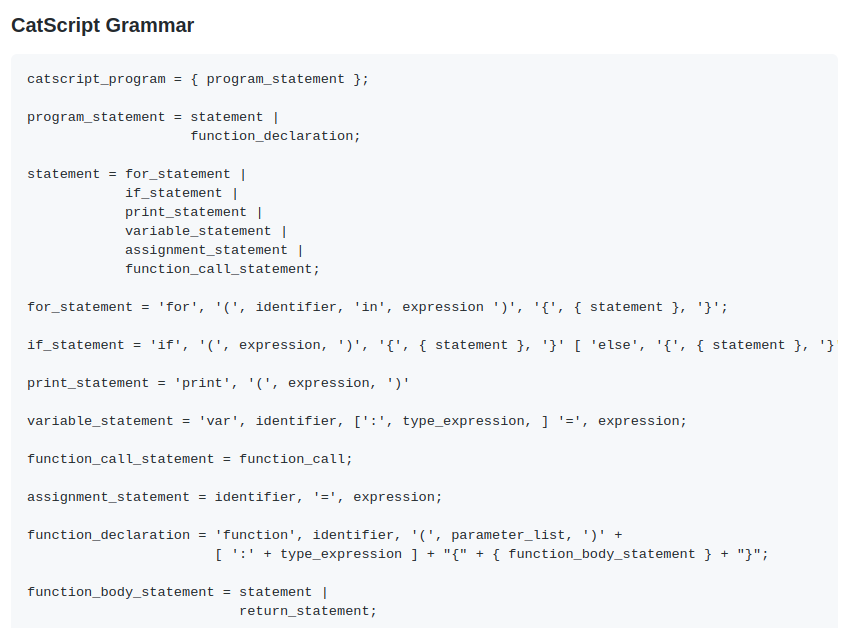 CatScript Grammar
catscript_program = { program_statement };
program_statement = statement |
                    function_declaration;
statement = for_statement |
            if_statement |
            print_statement |
            variable_statement |
            assignment_statement |
            function_call_statement;
for_statement = 'for', '(', identifier, 'in', expression ')', '{', { statement }, '}';
if_statement = 'if', '(', expression, ')', '{', { statement }, '}' [ 'else', '{', { statement }, '}
print_statement = 'print', '(', expression, ')'
variable_statement = 'var', identifier, [':', type_expression, ] '=', expression;
function_call_statement = function_call;
assignment_statement = identifier, '=', expression;
function_declaration = 'function', identifier, '(', parameter_list, ')' +
                       [ ':' + type_expression ] + "{" + { function_body_statement } + "}";
function_body_statement = statement |
                          return_statement;